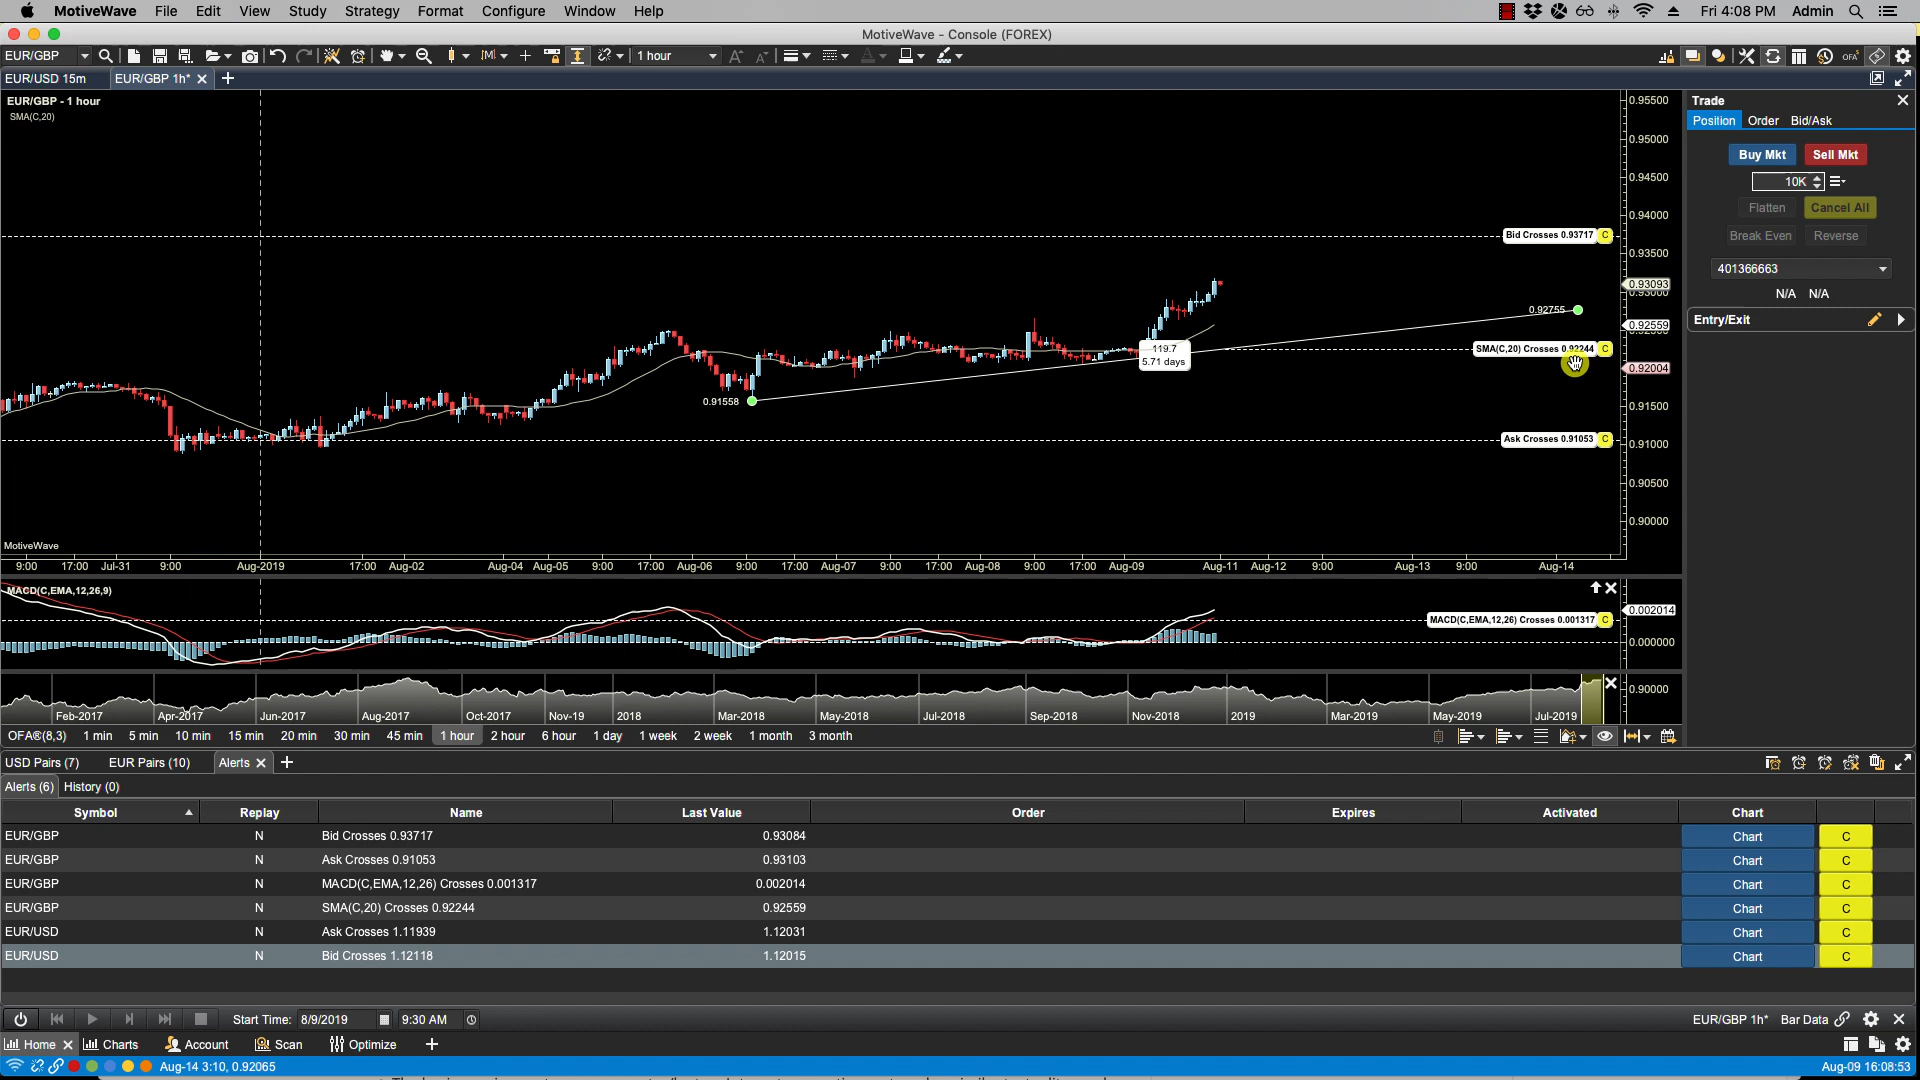 MotiveWave File Edit View Study Strategy Format Configure Window Help
Fri 4:08 PM Admin
MotiveWave - Console (FOREX)
EUR/GBP
1 hour
OFA
EUR/USD 15m EUR/GBP 1h*
EUR/GBP - 1 hour
SMA(C,20)
0.95500
0.95000
0.94500
0.94000
Bid Crosses 0.93717 C
0.93500
0.93093
0.93000
0.92755
0.92559
119.7
5.71 days
SMA(C,20) Crosses 0.92244 C
0.92004
0.91558
0.91500
Ask Crosses 0.91053 C
0.91000
0.90500
0.90000
MotiveWave
9:00 17:00 Jul-31 9:00 Aug-2019 17:00 Aug-02 Aug-04 Aug-05 9:00 17:00 Aug-06 9:00 Aug-07 9:00 17:00 Aug-08 9:00 17:00 Aug-09 Aug-11 Aug-12 9:00 Aug-13 9:00 Aug-14
MACD(C,EMA,12,26,9)
0.002014
MACD(C,EMA,12,26) Crosses 0.001317 C
0.000000
0.90000
Feb-2017 Apr-2017 Jun-2017 Aug-2017 Oct-2017 Nov-19 2018 Mar-2018 May-2018 Jul-2018 Sep-2018 Nov-2018 2019 Mar-2019 May-2019 Jul-2019
OFA®(8,3) 1 min 5 min 10 min 15 min 20 min 30 min 45 min 1 hour 2 hour 6 hour 1 day 1 week 2 week 1 month 3 month
Trade
Position Order Bid/Ask
Buy Mkt Sell Mkt
10K
Flatten Cancel All
Break Even Reverse
401366663
N/A N/A
Entry/Exit
USD Pairs (7) EUR Pairs (10) Alerts
Alerts (6) History (0)
Symbol Replay Name Last Value Order Expires Activated Chart
EUR/GBP N Bid Crosses 0.93717 0.93084 Chart C
EUR/GBP N Ask Crosses 0.91053 0.93103 Chart C
EUR/GBP N MACD(C,EMA,12,26) Crosses 0.001317 0.002014 Chart C
EUR/GBP N SMA(C,20) Crosses 0.92244 0.92559 Chart C
EUR/USD N Ask Crosses 1.11939 1.12031 Chart C
EUR/USD N Bid Crosses 1.12118 1.12015 Chart C
Start Time: 8/9/2019 9:30 AM
EUR/GBP 1h* Bar Data
Home Charts Account Scan Optimize
Aug-14 3:10, 0.92065
Aug-09 16:08:53